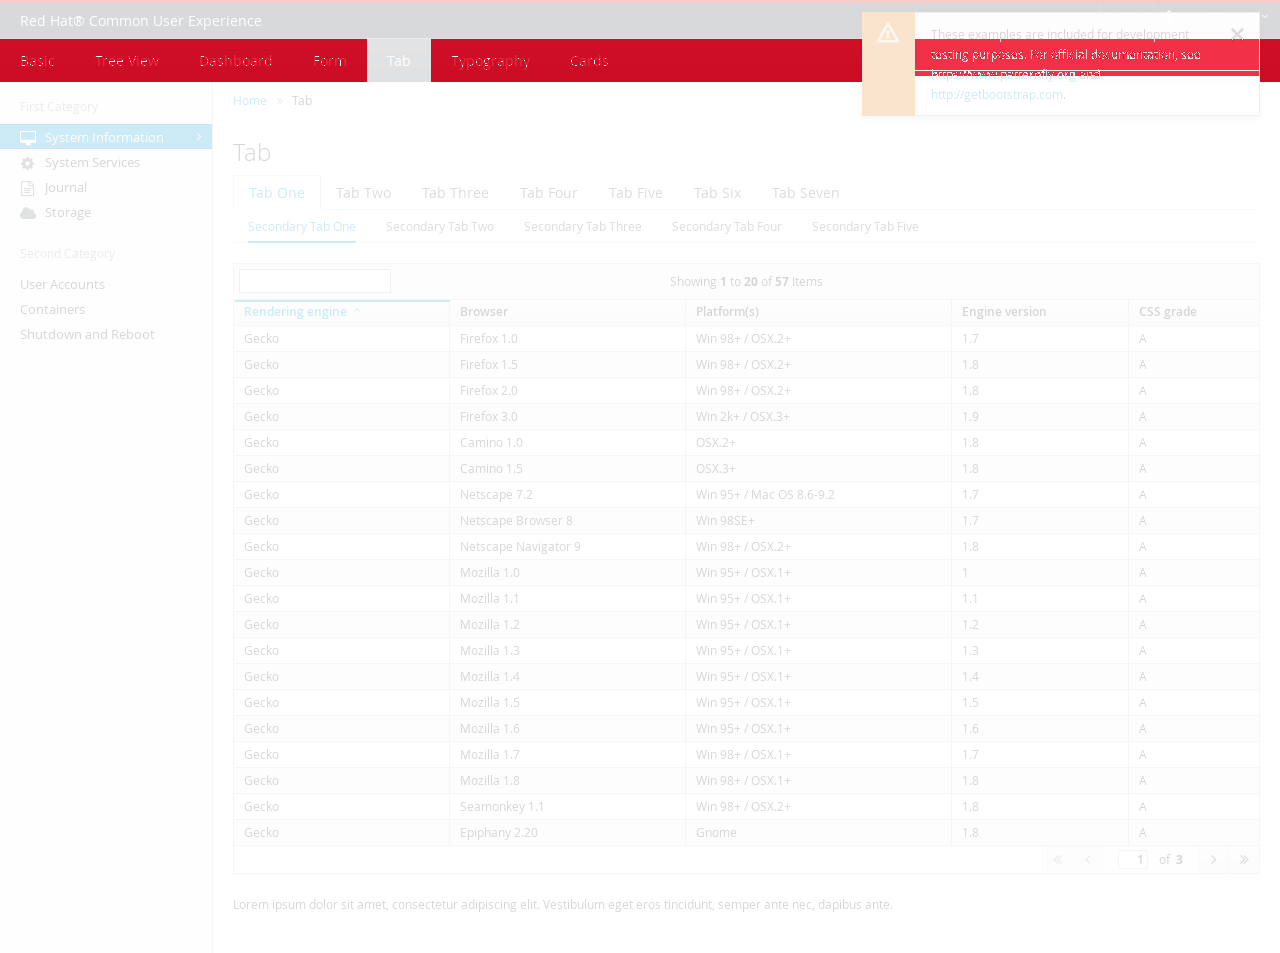 Red Hat® Common User Experience
These examples are included for development
testing purposes. For official documentation, see
https://www.patternfly.org and
http://getbootstrap.com.
Basic Tree View Dashboard Form Tab Typography Cards
Home » Tab
First Category
System Information
System Services
Journal
Storage
Second Category
User Accounts
Containers
Shutdown and Reboot
Tab
Tab One Tab Two Tab Three Tab Four Tab Five Tab Six Tab Seven
Secondary Tab One Secondary Tab Two Secondary Tab Three Secondary Tab Four Secondary Tab Five
Showing 1 to 20 of 57 Items
Rendering engine Browser Platform(s) Engine version CSS grade
Gecko Firefox 1.0 Win 98+ / OSX.2+ 1.7 A
Gecko Firefox 1.5 Win 98+ / OSX.2+ 1.8 A
Gecko Firefox 2.0 Win 98+ / OSX.2+ 1.8 A
Gecko Firefox 3.0 Win 2k+ / OSX.3+ 1.9 A
Gecko Camino 1.0 OSX.2+ 1.8 A
Gecko Camino 1.5 OSX.3+ 1.8 A
Gecko Netscape 7.2 Win 95+ / Mac OS 8.6-9.2 1.7 A
Gecko Netscape Browser 8 Win 98SE+ 1.7 A
Gecko Netscape Navigator 9 Win 98+ / OSX.2+ 1.8 A
Gecko Mozilla 1.0 Win 95+ / OSX.1+ 1 A
Gecko Mozilla 1.1 Win 95+ / OSX.1+ 1.1 A
Gecko Mozilla 1.2 Win 95+ / OSX.1+ 1.2 A
Gecko Mozilla 1.3 Win 95+ / OSX.1+ 1.3 A
Gecko Mozilla 1.4 Win 95+ / OSX.1+ 1.4 A
Gecko Mozilla 1.5 Win 95+ / OSX.1+ 1.5 A
Gecko Mozilla 1.6 Win 95+ / OSX.1+ 1.6 A
Gecko Mozilla 1.7 Win 98+ / OSX.1+ 1.7 A
Gecko Mozilla 1.8 Win 98+ / OSX.1+ 1.8 A
Gecko Seamonkey 1.1 Win 98+ / OSX.2+ 1.8 A
Gecko Epiphany 2.20 Gnome 1.8 A
1 of 3
Lorem ipsum dolor sit amet, consectetur adipiscing elit. Vestibulum eget eros tincidunt, semper ante nec, dapibus ante.